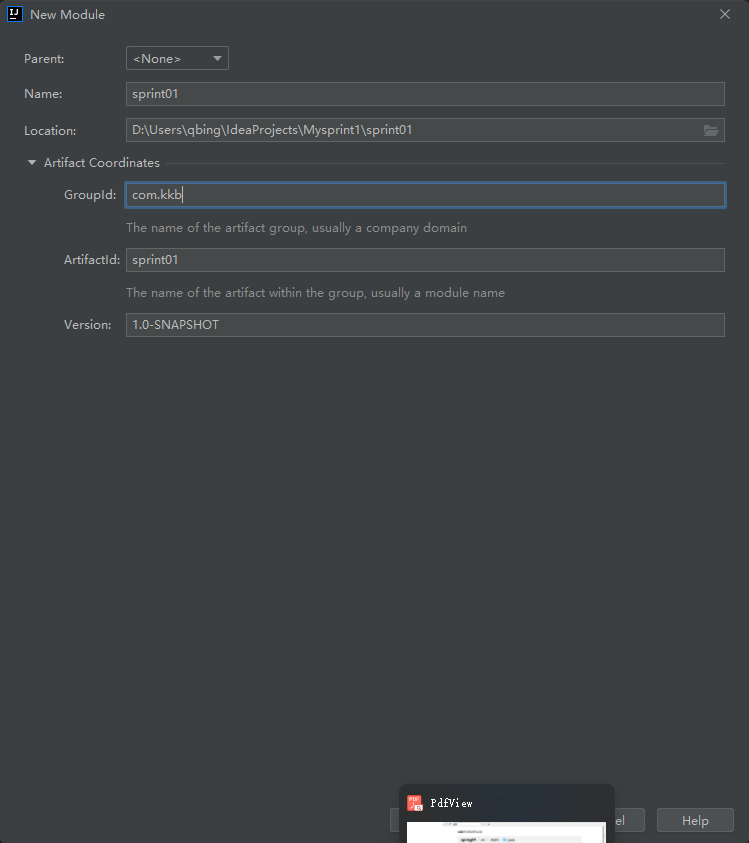 New Module
Parent: <None>
Name: sprint01
Location: D:\Users\qbing\IdeaProjects\Mysprint1\sprint01
Artifact Coordinates
GroupId: com.kkb
The name of the artifact group, usually a company domain
ArtifactId: sprint01
The name of the artifact within the group, usually a module name
Version: 1.0-SNAPSHOT
PdfView
el Help